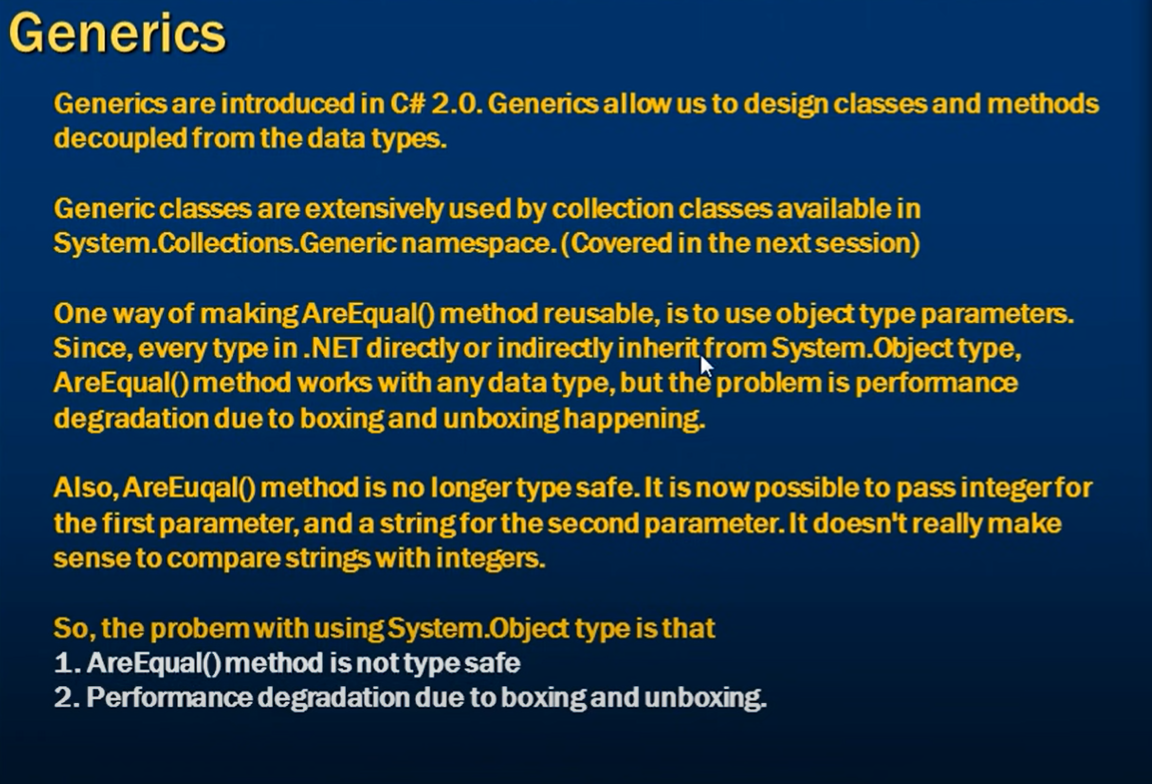 Generics
Generics are introduced in C# 2.0. Generics allow us to design classes and methods
decoupled from the data types.
Generic classes are extensively used by collection classes available in
System.Collections.Generic namespace. (Covered in the next session)
One way of making AreEqual() method reusable, is to use object type parameters.
Since, every type in .NET directly or indirectly inherit from System.Object type,
AreEqual() method works with any data type, but the problem is performance
degradation due to boxing and unboxing happening.
Also, AreEuqal() method is no longer type safe. It is now possible to pass integer for
the first parameter, and a string for the second parameter. It doesn't really make
sense to compare strings with integers.
So, the probem with using System.Object type is that
1. AreEqual() method is not type safe
2. Performance degradation due to boxing and unboxing.